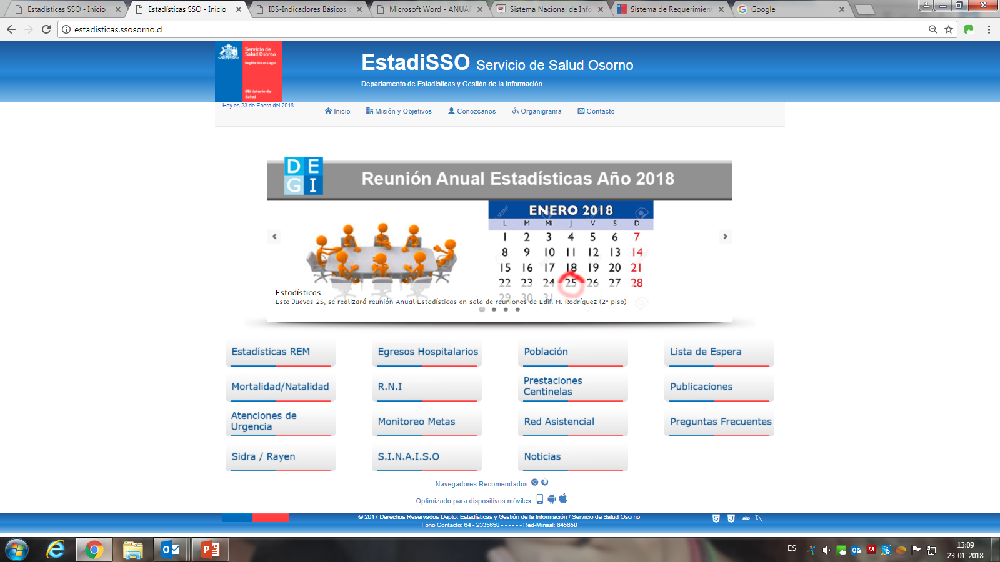 Estadísticas SSO - Inicio
Estadísticas SSO - Inicio
IBS-Indicadores Básicos
Microsoft Word - ANUAR
Sistema Nacional de Info
Sistema de Requerimient
Google
estadisticas.ssosorno.cl
Servicio de
Salud Osorno
Región de Los Lagos
Ministerio de
Salud
EstadiSSO Servicio de Salud Osorno
Departamento de Estadísticas y Gestión de la Información
Hoy es 23 de Enero del 2018
Inicio Misión y Objetivos Conozcanos Organigrama Contacto
DE
GI
Reunión Anual Estadísticas Año 2018
ENERO 2018
L M Mi J V S D
1 2 3 4 5 6 7
8 9 10 11 12 13 14
15 16 17 18 19 20 21
22 23 24 25 26 27 28
29 30 31
Estadísticas
Este Jueves 25, se realizará reunión Anual Estadísticas en sala de reuniones de Edif. M. Rodríguez (2° piso)
Estadísticas REM
Egresos Hospitalarios
Población
Lista de Espera
Mortalidad/Natalidad
R.N.I
Prestaciones
Centinelas
Publicaciones
Atenciones de
Urgencia
Monitoreo Metas
Red Asistencial
Preguntas Frecuentes
Sidra / Rayen
S.I.N.A.I.S.O
Noticias
Navegadores Recomendados:
Optimizado para dispositivos móviles:
© 2017 Derechos Reservados Depto. Estadísticas y Gestión de la Información / Servicio de Salud Osorno
Fono Contacto: 64 - 2335658 - - - - - - Red-Minsal: 645658
php
ES
13:09
23-01-2018